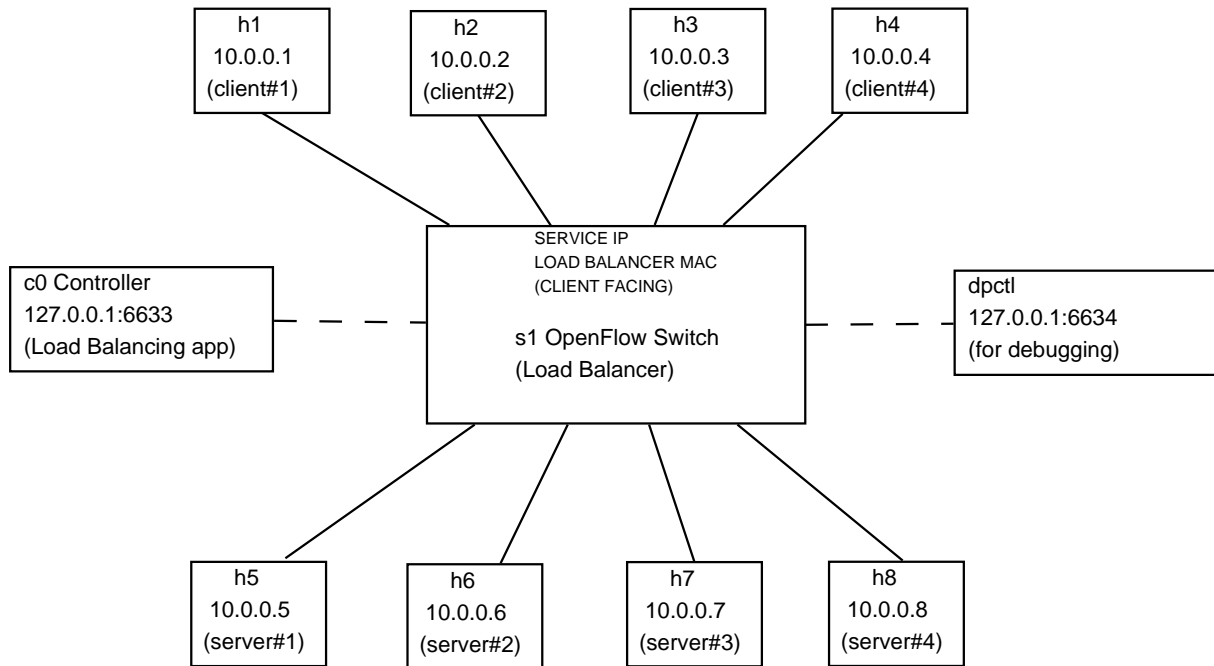 h1
10.0.0.1
(client#1)
h2
10.0.0.2
(client#2)
h3
10.0.0.3
(client#3)
h4
10.0.0.4
(client#4)
c0 Controller
127.0.0.1:6633
(Load Balancing app)
SERVICE IP
LOAD BALANCER MAC
(CLIENT FACING)
s1 OpenFlow Switch
(Load Balancer)
dpctl
127.0.0.1:6634
(for debugging)
h5
10.0.0.5
(server#1)
h6
10.0.0.6
(server#2)
h7
10.0.0.7
(server#3)
h8
10.0.0.8
(server#4)